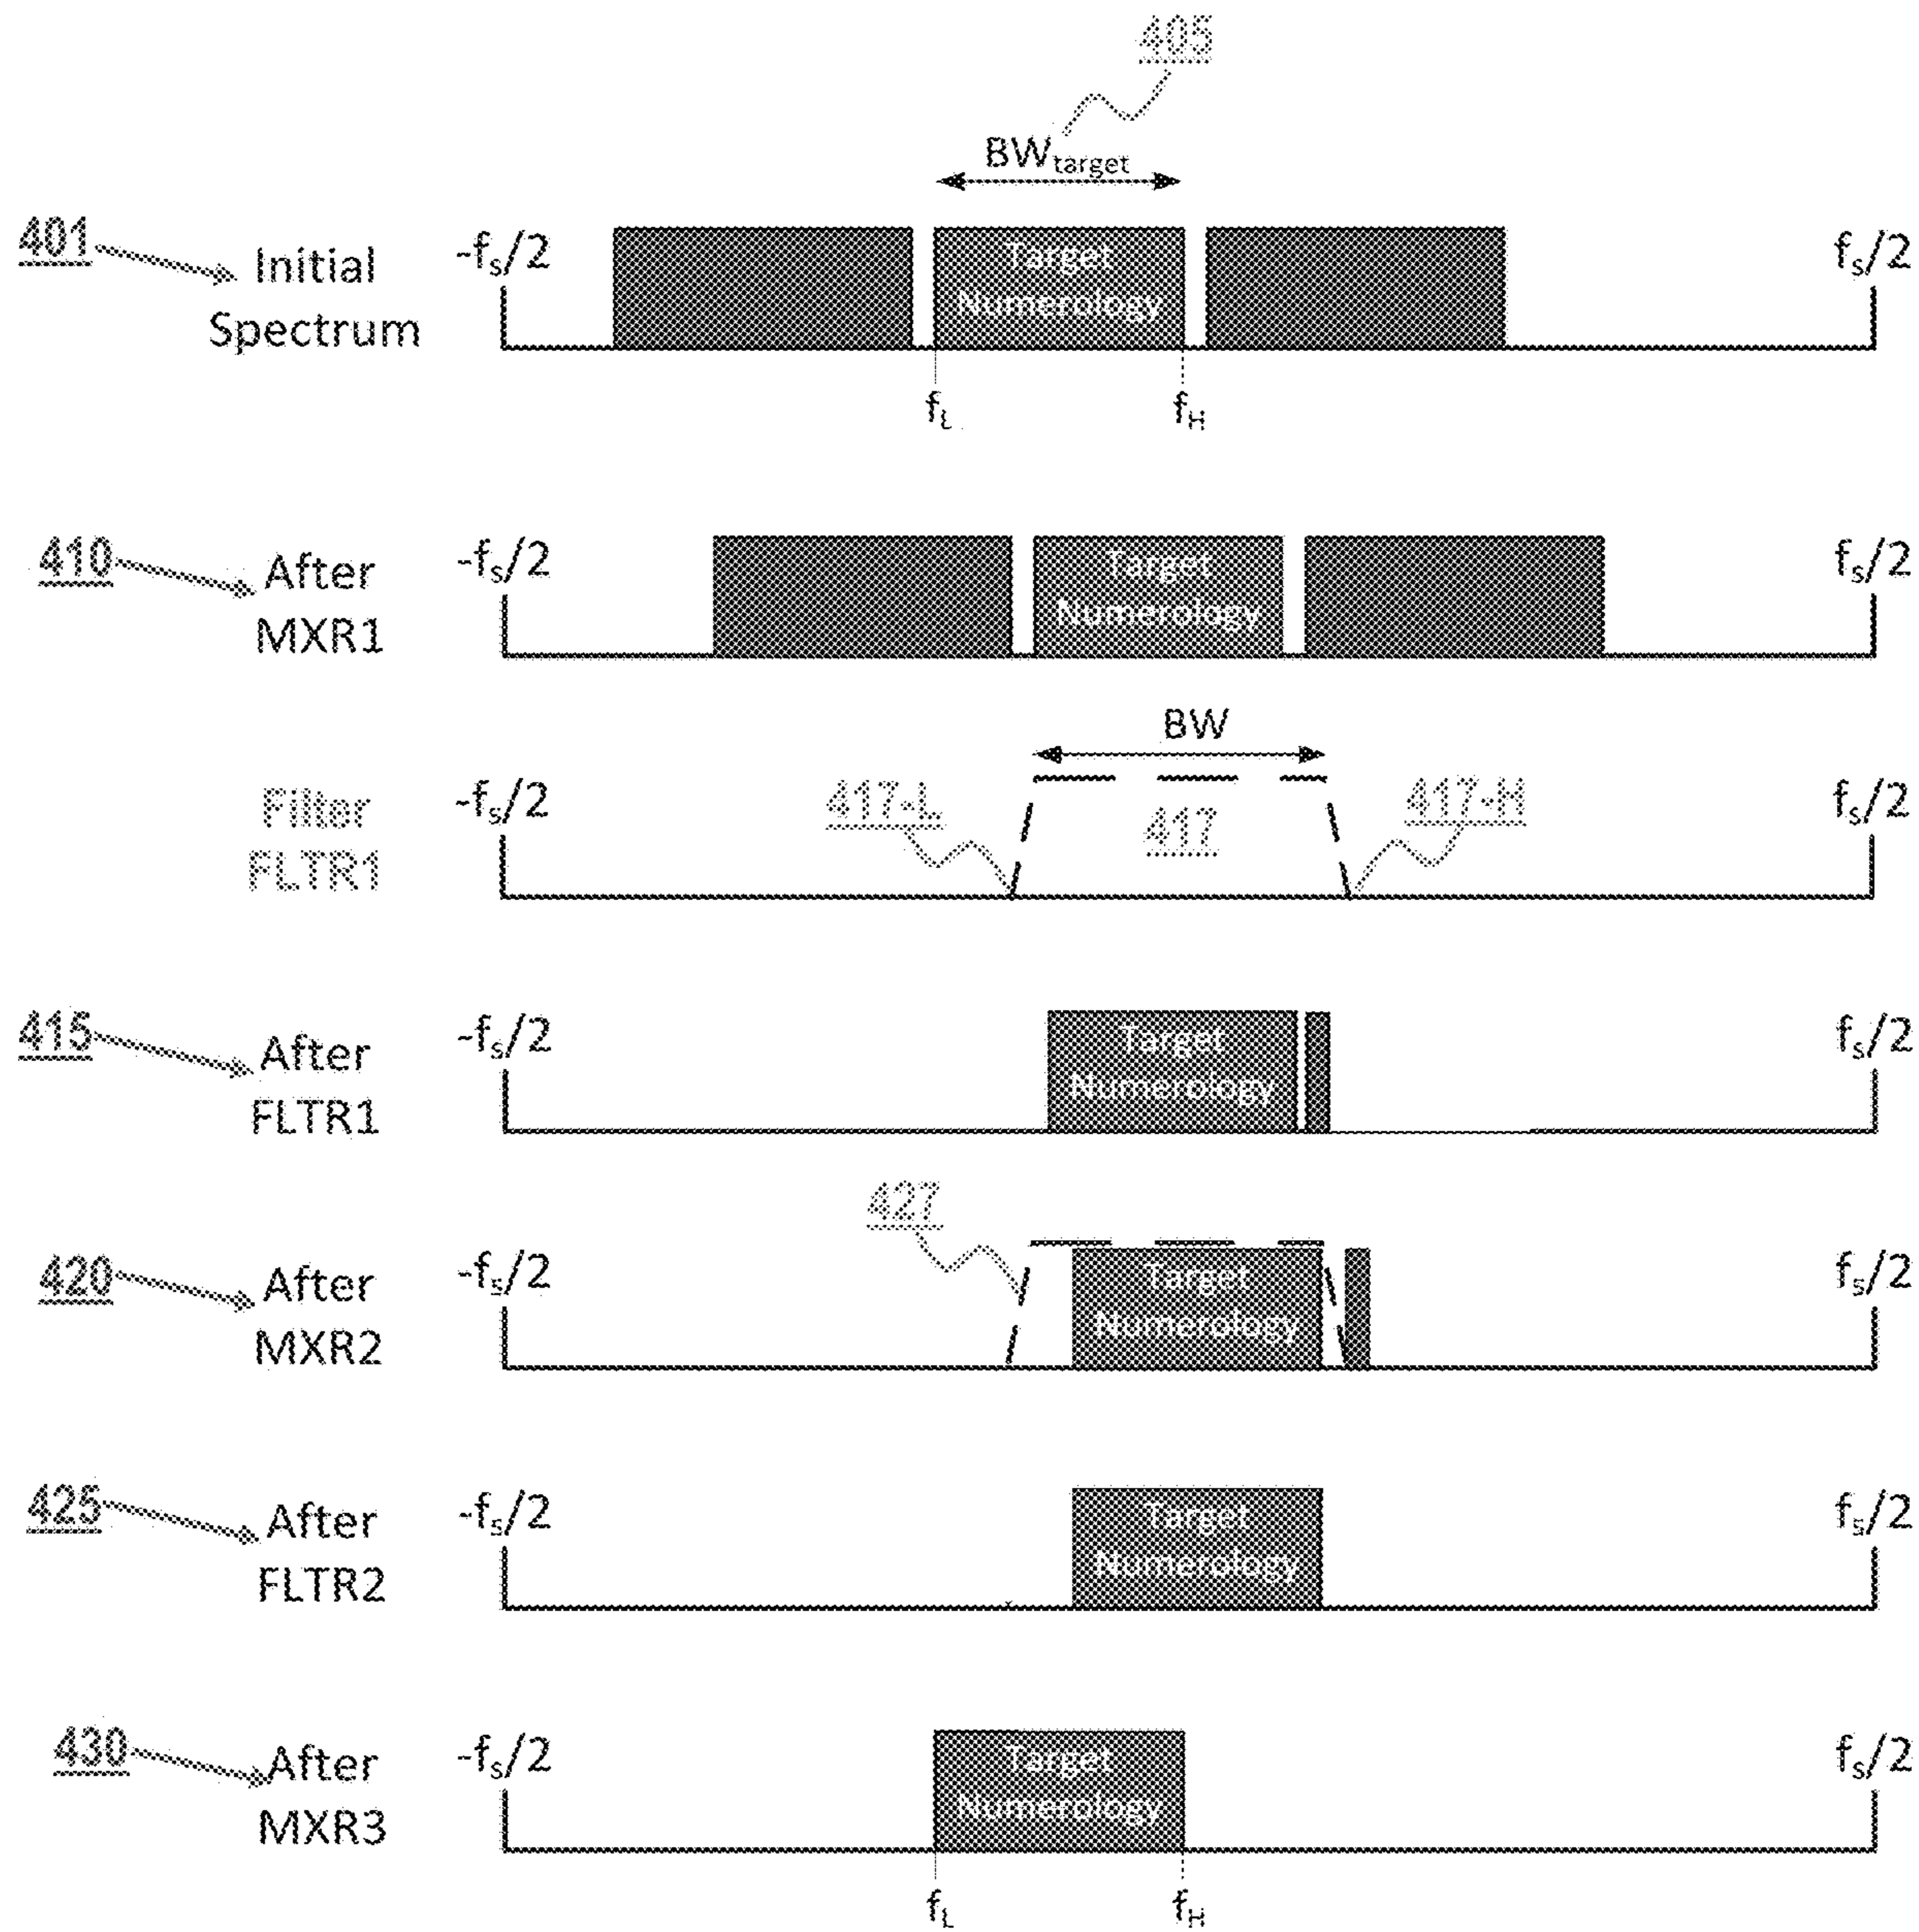 405
BWtarget
401
Initial
Spectrum
-fs/2
Target
Numerology
fs/2
fL
fH
410
After
MXR1
-fs/2
Target
Numerology
fs/2
BW
Filter
FLTR1
-fs/2
417-L
417
417-H
fs/2
415
After
FLTR1
-fs/2
Target
Numerology
fs/2
427
420
After
MXR2
-fs/2
Target
Numerology
fs/2
425
After
FLTR2
-fs/2
Target
Numerology
fs/2
430
After
MXR3
-fs/2
Target
Numerology
fs/2
fL
fH